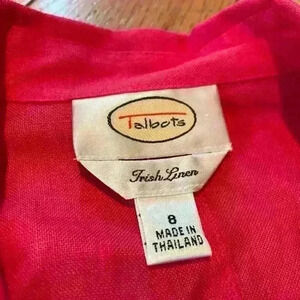 Talbots
Irish Linen
8
MADE IN
THAILAND